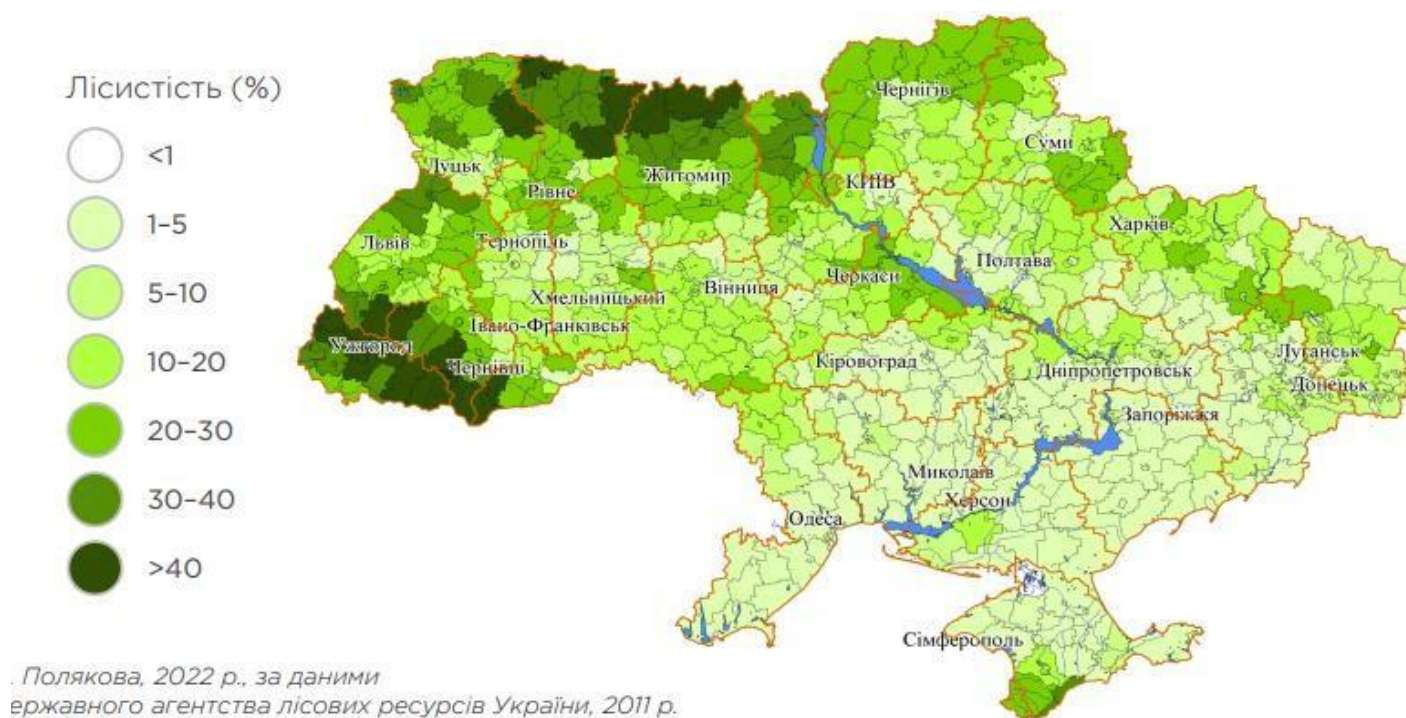 Лісистість (%)
<1
1–5
5–10
10–20
20–30
30–40
>40
Чернігів
Суми
Луцьк
Рівне
Житомир
КИЇВ
Харків
Львів
Тернопіль
Полтава
Черкаси
Хмельницький
Вінниця
Івано-Франківськ
Ужгород
Чернівці
Кіровоград
Луганськ
Дніпропетровськ
Донецьк
Запоріжжя
Миколаїв
Херсон
Одеса
Сімферополь
. Полякова, 2022 р., за даними
ержавного агентства лісових ресурсів України, 2011 р.